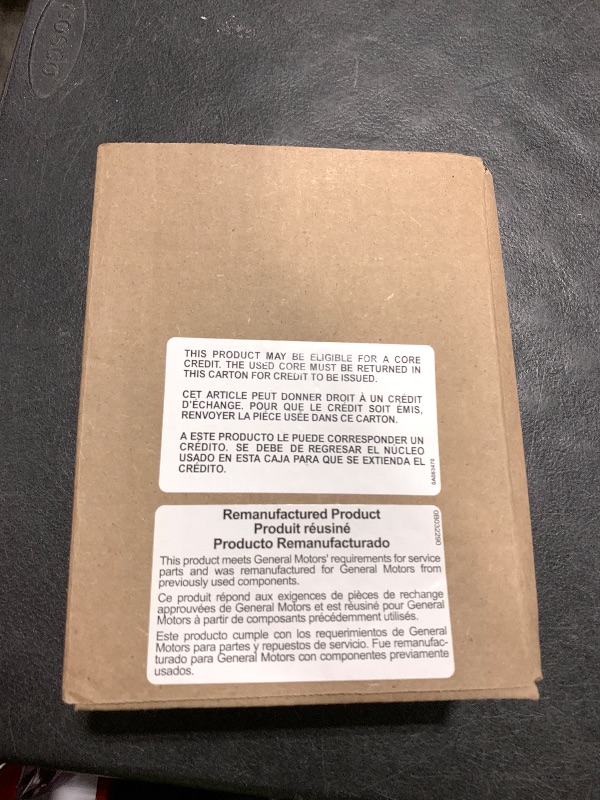 COSCO
THIS PRODUCT MAY BE ELIGIBLE FOR A CORE
CREDIT. THE USED CORE MUST BE RETURNED IN
THIS CARTON FOR CREDIT TO BE ISSUED.
CET ARTICLE PEUT DONNER DROIT À UN CRÉDIT
D'ÉCHANGE. POUR QUE LE CRÉDIT SOIT ÉMIS,
RENVOYER LA PIÈCE USÉE DANS CE CARTON.
A ESTE PRODUCTO LE PUEDE CORRESPONDER UN
CRÉDITO. SE DEBE DE REGRESAR EL NÚCLEO
USADO EN ESTA CAJA PARA QUE SE EXTIENDA EL
CRÉDITO.
Remanufactured Product
Produit réusiné
Producto Remanufacturado
This product meets General Motors' requirements for service
parts and was remanufactured for General Motors from
previously used components.
Ce produit répond aux exigences de pièces de rechange
approuvées de General Motors et est réusiné pour General
Motors à partir de composants précédemment utilisés.
Este producto cumple con los requerimientos de General
Motors para partes y repuestos de servicio. Fue remanufac-
turado para General Motors con componentes previamente
usados.